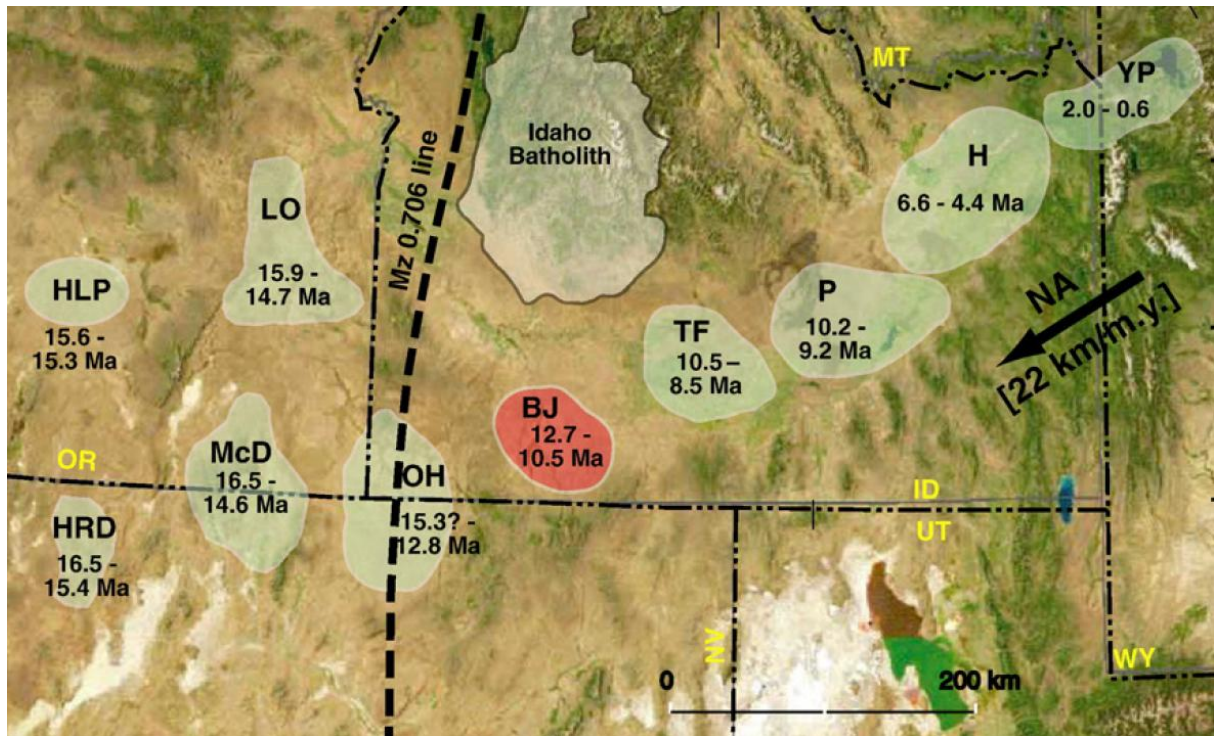 MT
YP
2.0 - 0.6
Idaho
Batholith
H
6.6 - 4.4 Ma
LO
15.9 -
14.7 Ma
Mz 0.706 line
HLP
15.6 -
15.3 Ma
P
10.2 -
9.2 Ma
NA
[22 km/m.y.]
TF
10.5 –
8.5 Ma
BJ
12.7 -
10.5 Ma
McD
16.5 -
14.6 Ma
OR
OH
15.3? -
12.8 Ma
ID
UT
HRD
16.5 -
15.4 Ma
NV
WY
0
200 km